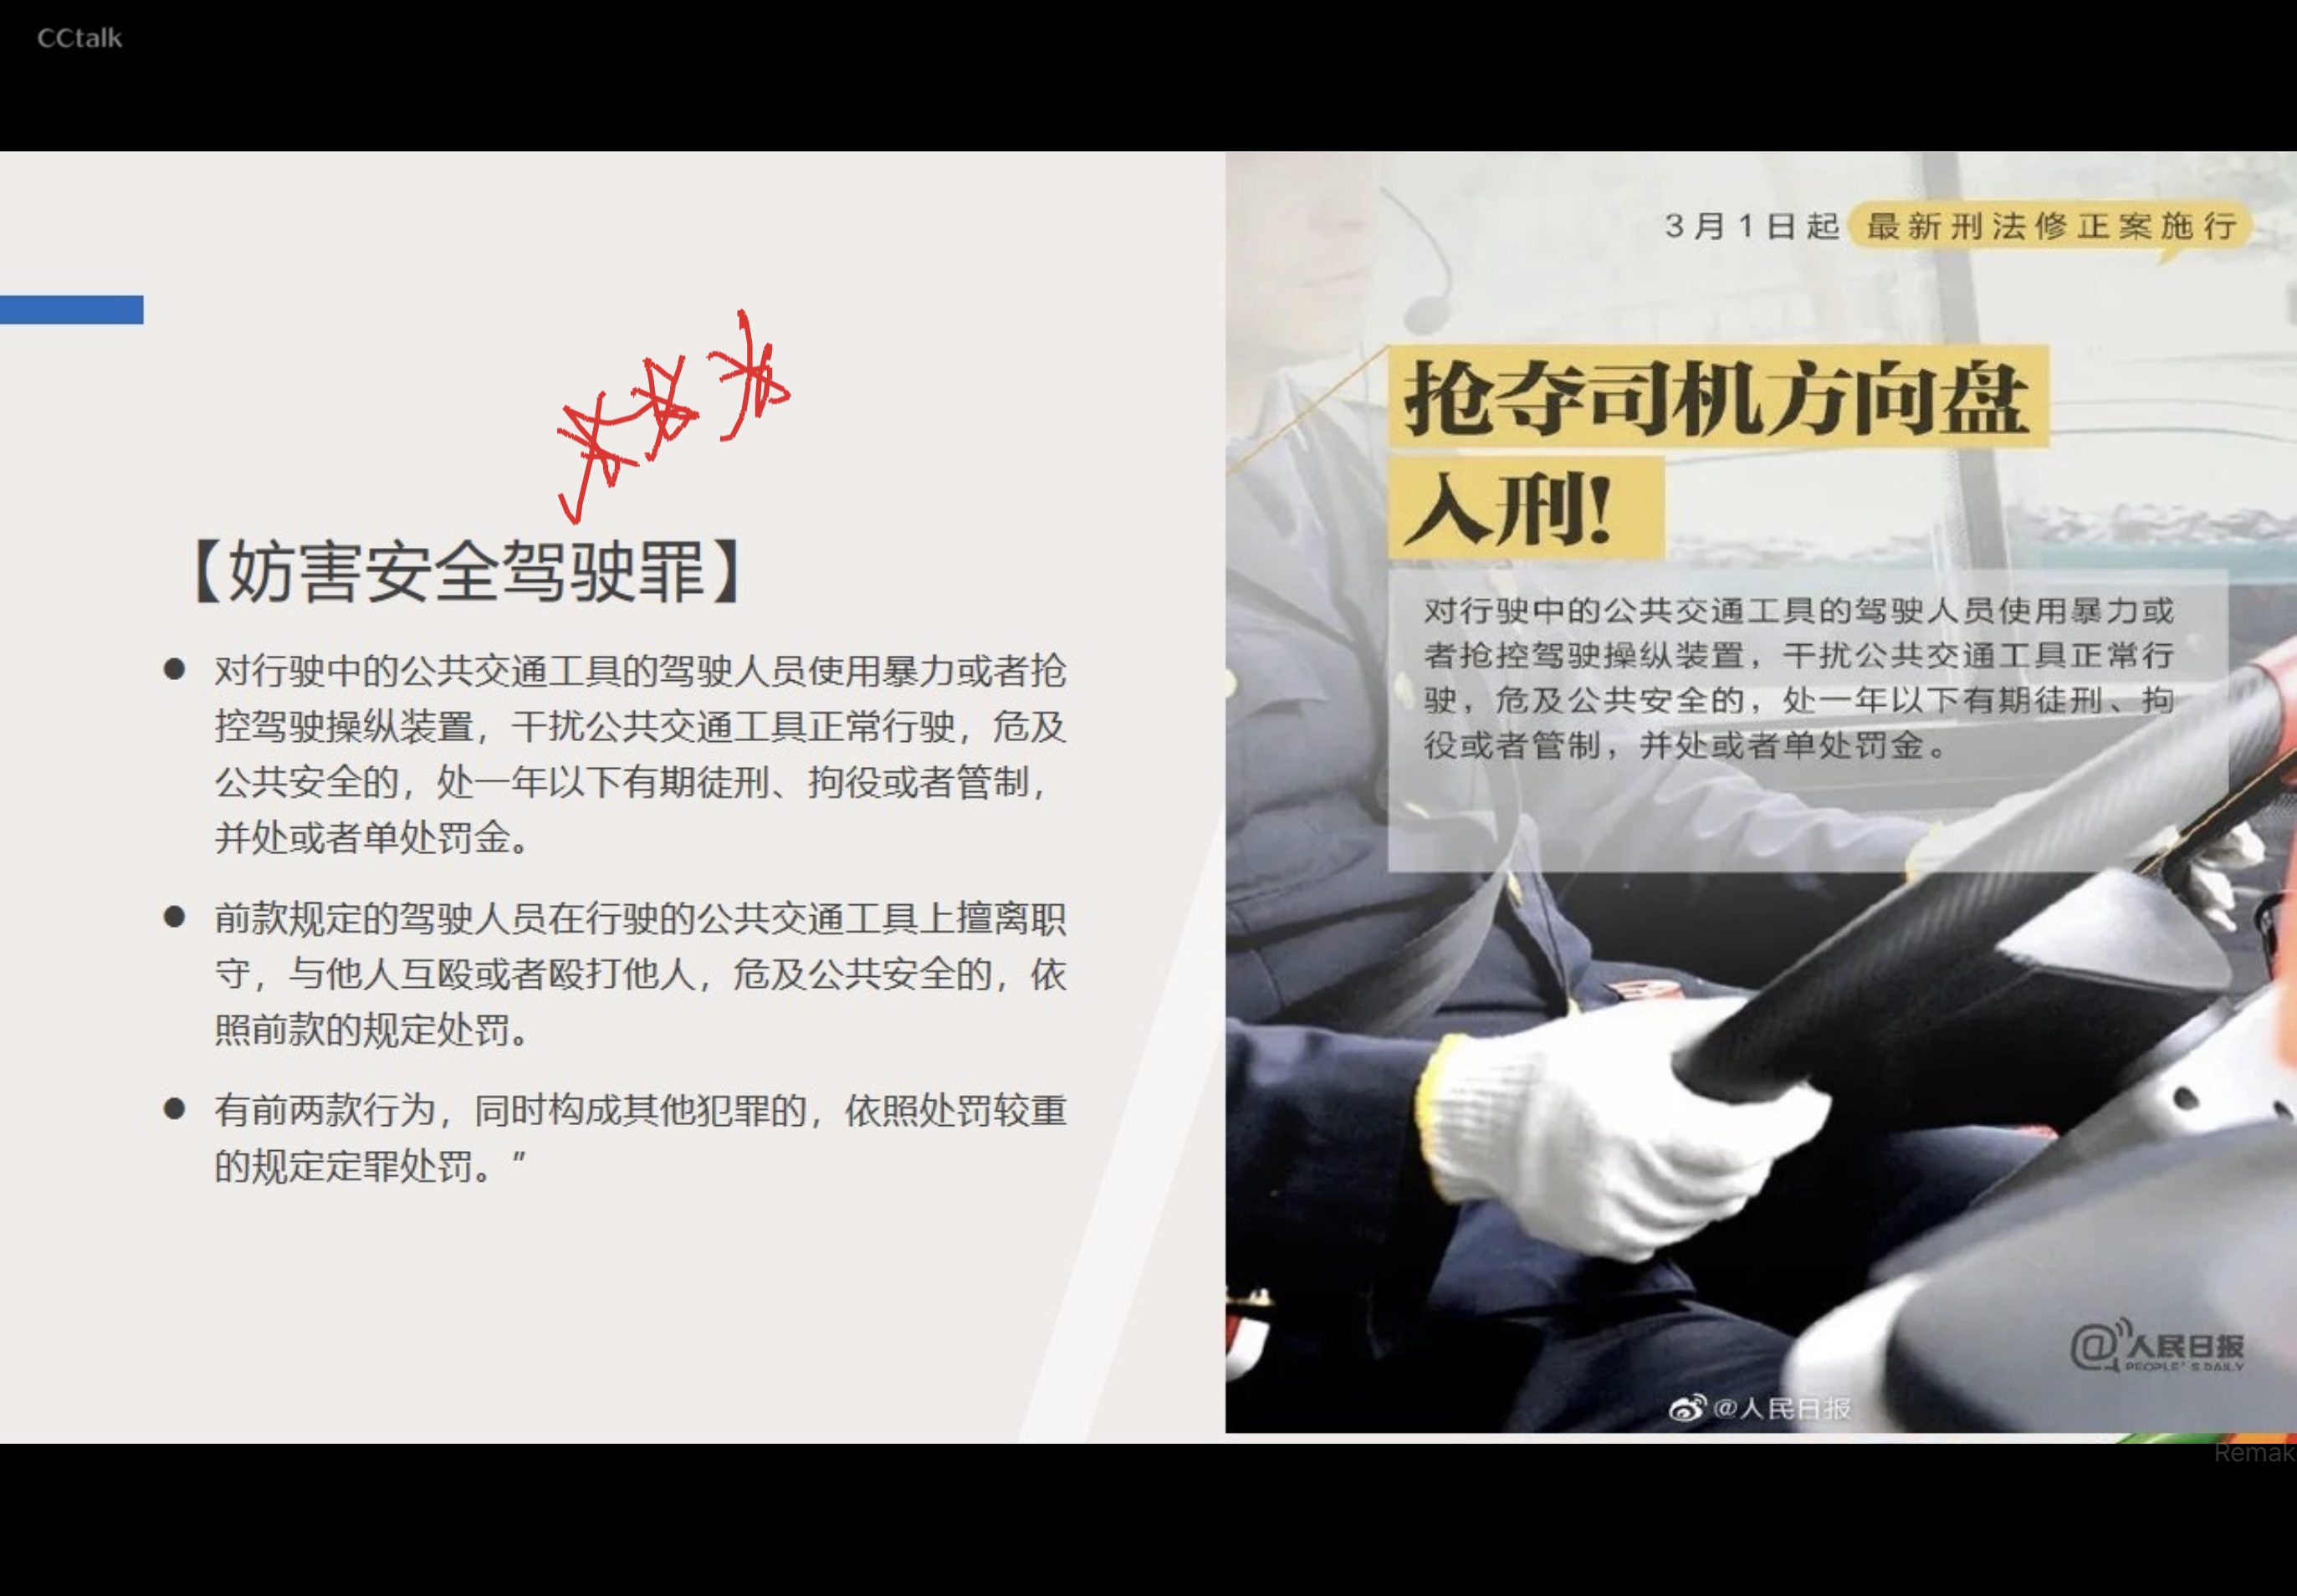 CCtalk
【妨害安全驾驶罪】
● 对行驶中的公共交通工具的驾驶人员使用暴力或者抢
控驾驶操纵装置，干扰公共交通工具正常行驶，危及
公共安全的，处一年以下有期徒刑、拘役或者管制，
并处或者单处罚金。
● 前款规定的驾驶人员在行驶的公共交通工具上擅离职
守，与他人互殴或者殴打他人，危及公共安全的，依
照前款的规定处罚。
● 有前两款行为，同时构成其他犯罪的，依照处罚较重
的规定定罪处罚。”
3月1日起 最新刑法修正案施行
抢夺司机方向盘
入刑!
对行驶中的公共交通工具的驾驶人员使用暴力或
者抢控驾驶操纵装置，干扰公共交通工具正常行
驶，危及公共安全的，处一年以下有期徒刑、拘
役或者管制，并处或者单处罚金。
@人民日报
PEOPLE'S DAILY
@人民日报
Remak